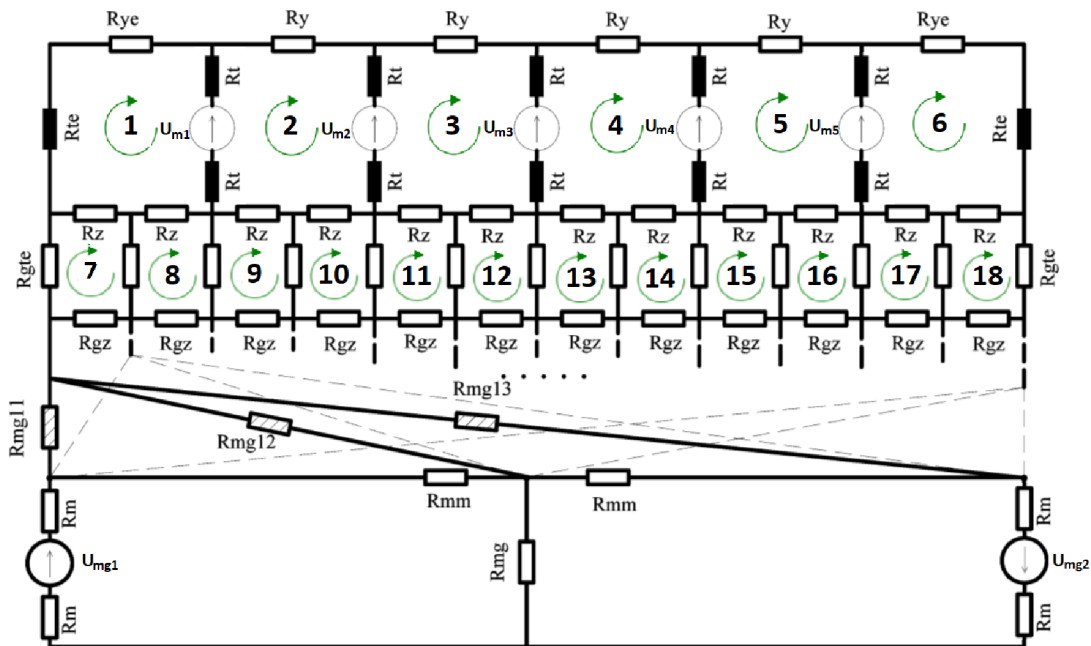 Rye Ry Ry Ry Ry Rye
Rt Rt Rt Rt Rt
Rte 1 Um1 2 Um2 3 Um3 4 Um4 5 Um5 6 Rte
Rt Rt Rt Rt Rt
Rz Rz Rz Rz Rz Rz Rz Rz Rz Rz Rz Rz
Rgte 7 8 9 10 11 12 13 14 15 16 17 18 Rgte
Rgz Rgz Rgz Rgz Rgz Rgz Rgz Rgz Rgz Rgz Rgz Rgz
. . . . .
Rmg13
Rmg11
Rmg12
Rmm Rmm
Rm Rm
Umg1 Rmg Umg2
Rm Rm